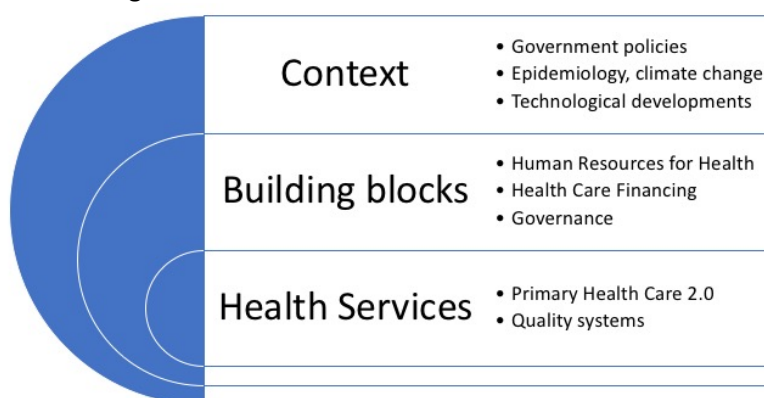 Context
• Government policies
• Epidemiology, climate change
• Technological developments
Building blocks
• Human Resources for Health
• Health Care Financing
• Governance
Health Services
• Primary Health Care 2.0
• Quality systems